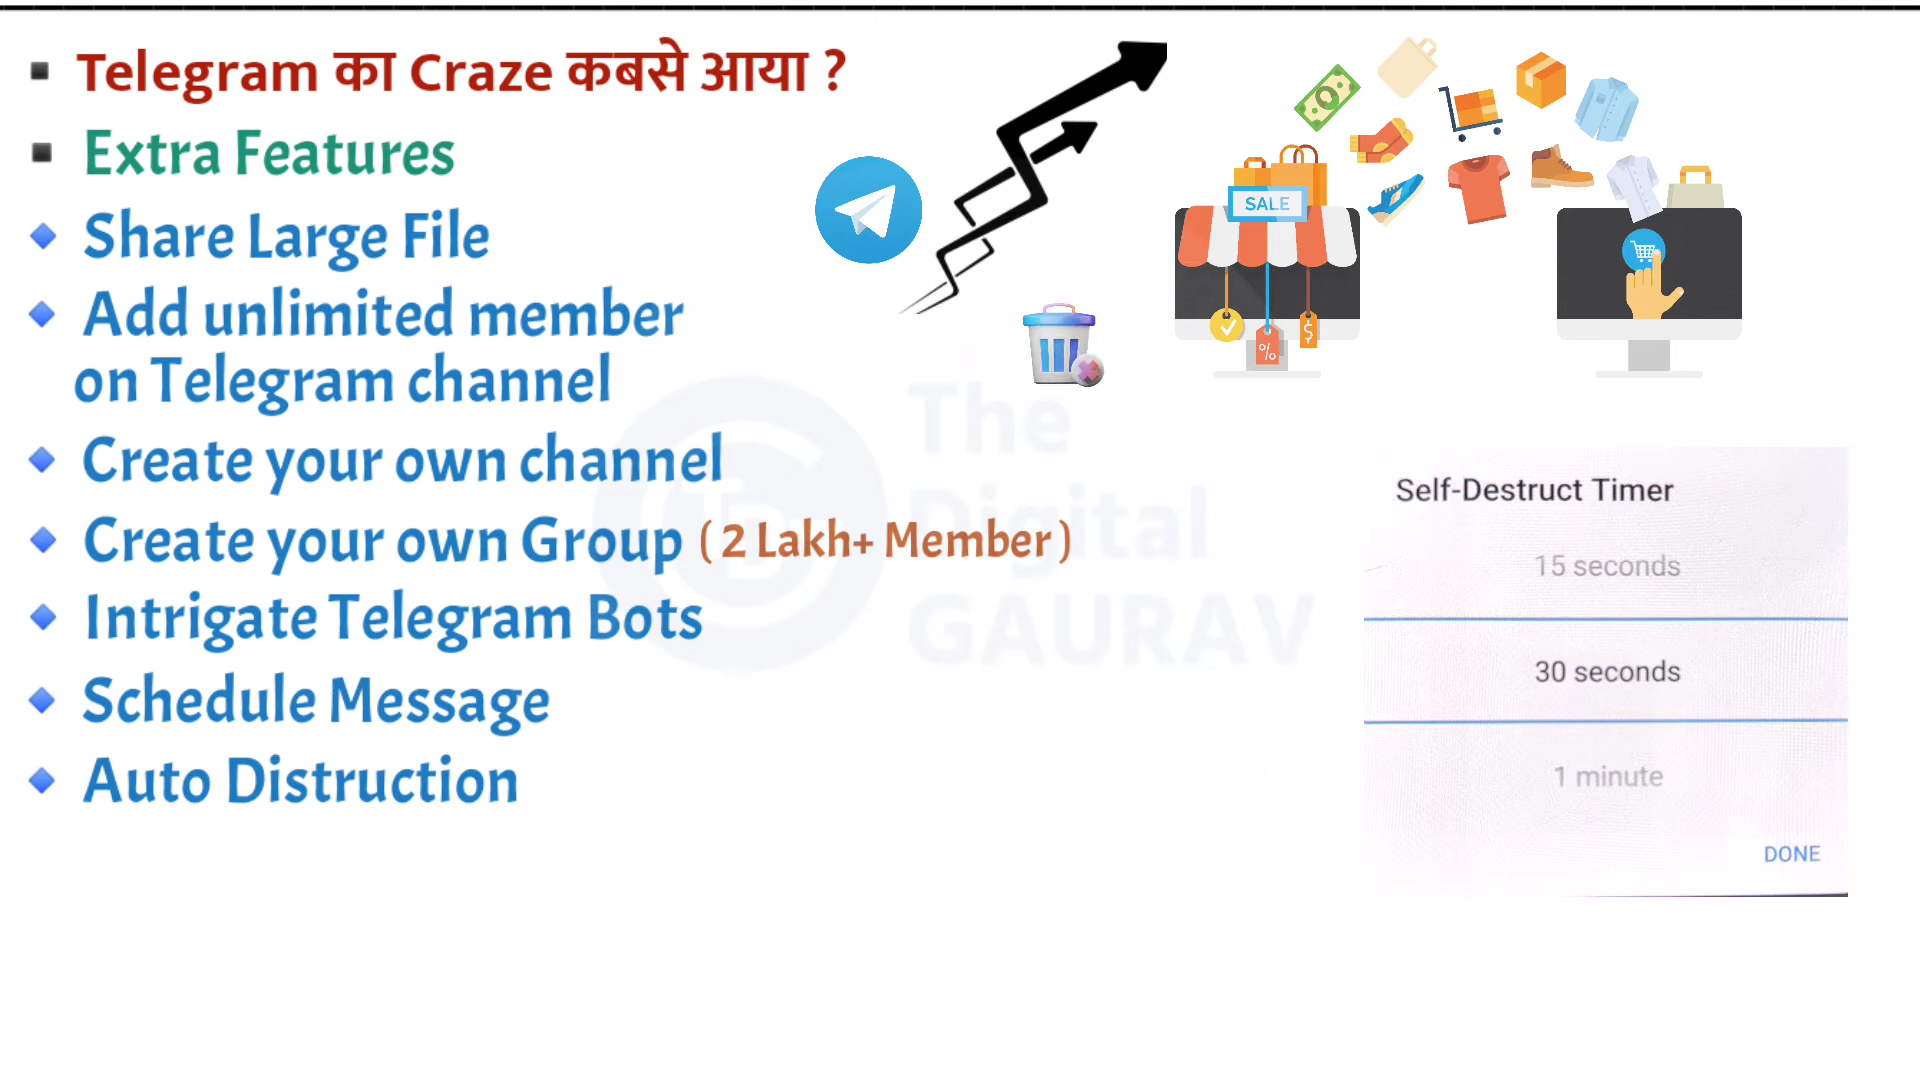 Telegram का Craze कबसे आया ?
Extra Features
Share Large File
Add unlimited member
on Telegram channel
Create your own channel
Create your own Group ( 2 Lakh+ Member )
Intrigate Telegram Bots
Schedule Message
Auto Distruction
SALE
%
$
The
Digital
GAURAV
Self-Destruct Timer
15 seconds
30 seconds
1 minute
DONE